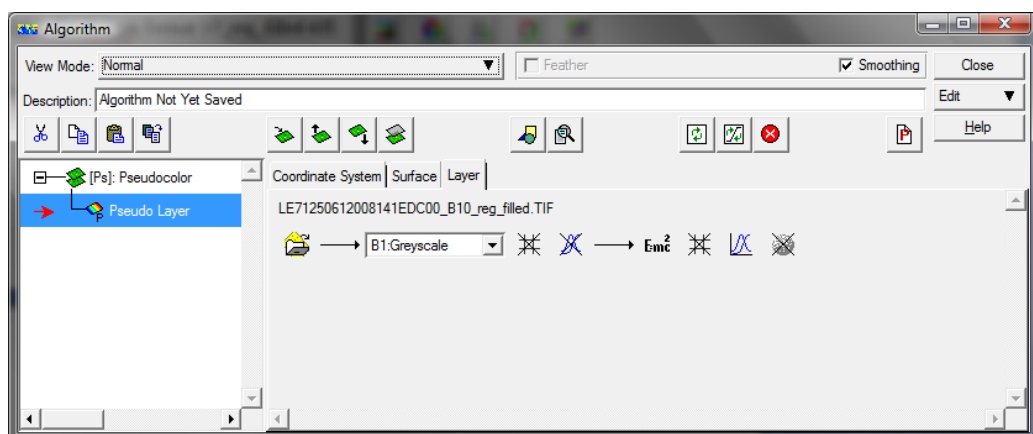 Algorithm
View Mode: Normal Feather Smoothing Close
Description: Algorithm Not Yet Saved Edit
Help
[Ps]: Pseudocolor
Pseudo Layer
Coordinate System Surface Layer
LE71250612008141EDC00_B10_reg_filled.TIF
B1:Greyscale Emc2